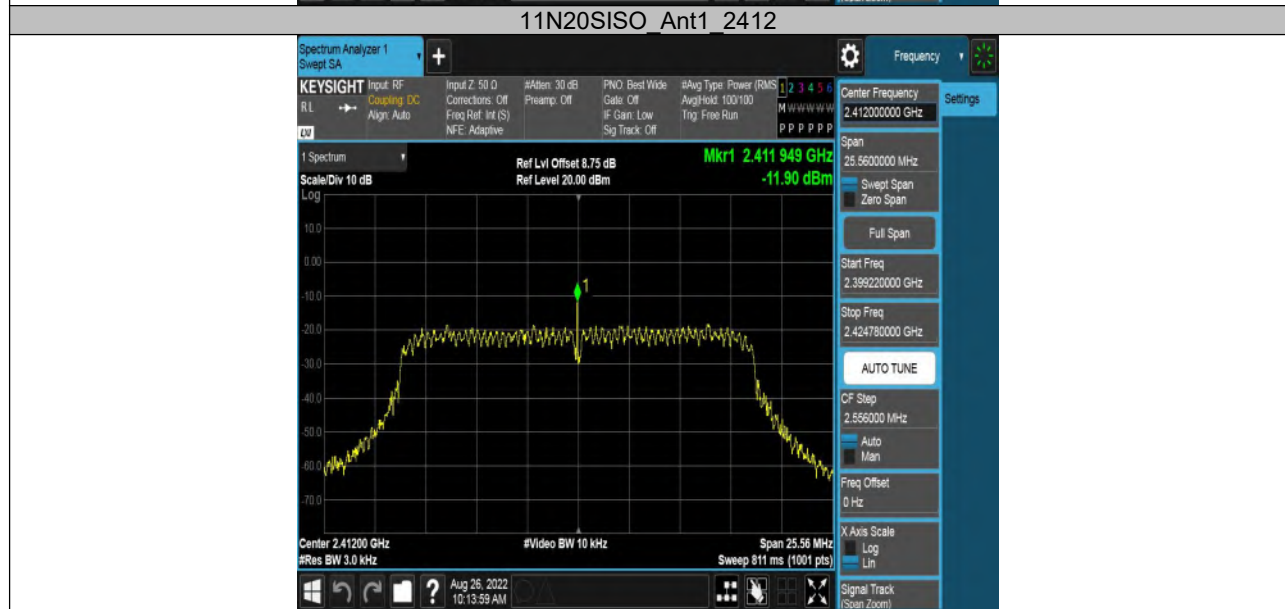 11N20SISO_Ant1_2412
Spectrum Analyzer 1
Swept SA
+
Frequency
KEYSIGHT
RL
Input: RF
Coupling: DC
Align: Auto
Input Z: 50 Ω
Corrections: Off
Freq Ref: Int (S)
NFE: Adaptive
#Atten: 30 dB
Preamp: Off
PNO: Best Wide
Gate: Off
IF Gain: Low
Sig Track: Off
#Avg Type: Power (RMS
Avg|Hold: 100/100
Trig: Free Run
1 2 3 4 5 6
M W W W W W
P P P P P P
1 Spectrum
Scale/Div 10 dB
Log
Ref Lvl Offset 8.75 dB
Ref Level 20.00 dBm
Mkr1 2.411 949 GHz
-11.90 dBm
10.0
0.00
-10.0
-20.0
-30.0
-40.0
-50.0
-60.0
-70.0
1
Center 2.41200 GHz
#Res BW 3.0 kHz
#Video BW 10 kHz
Span 25.56 MHz
Sweep 811 ms (1001 pts)
?
Aug 26, 2022
10:13:59 AM
Center Frequency
2.412000000 GHz
Settings
Span
25.5600000 MHz
Swept Span
Zero Span
Full Span
Start Freq
2.399220000 GHz
Stop Freq
2.424780000 GHz
AUTO TUNE
CF Step
2.556000 MHz
Auto
Man
Freq Offset
0 Hz
X Axis Scale
Log
Lin
Signal Track
(Span Zoom)